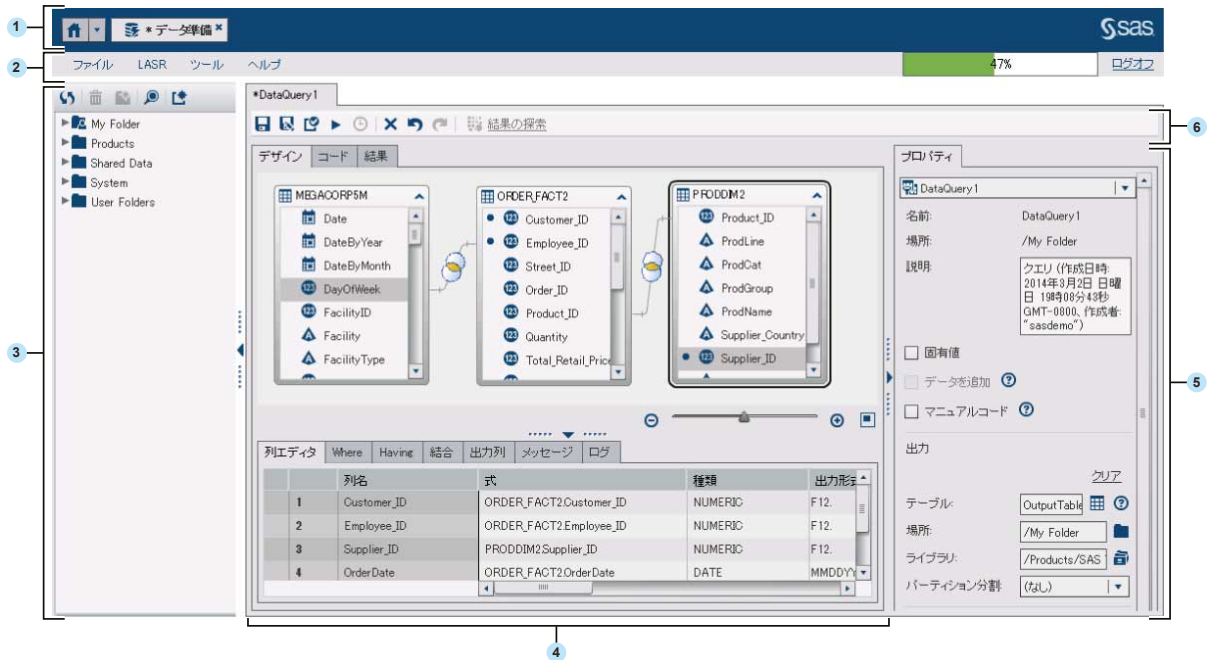 1
* データ準備 ×
sas
2
ファイル LASR ツール ヘルプ
47%
ログオフ
3
My Folder
Products
Shared Data
System
User Folders
*DataQuery1
結果の探索
6
デザイン コード 結果
MEGACORP5M
Date
DateByYear
DateByMonth
DayOfWeek
FacilityID
Facility
FacilityType
ORDER_FACT2
Customer_ID
Employee_ID
Street_ID
Order_ID
Product_ID
Quantity
Total_Retail_Price
PRODDIM2
Product_ID
ProdLine
ProdCat
ProdGroup
ProdName
Supplier_Country
Supplier_ID
列エディタ Where Having 結合 出力列 メッセージ ログ
列名 式 種類 出力形式
1 Customer_ID ORDER_FACT2.Customer_ID NUMERIC F12.
2 Employee_ID ORDER_FACT2.Employee_ID NUMERIC F12.
3 Supplier_ID PRODDIM2.Supplier_ID NUMERIC F12.
4 OrderDate ORDER_FACT2.OrderDate DATE MMDDYY
4
プロパティ
DataQuery1
名前: DataQuery1
場所: /My Folder
説明: クエリ (作成日時:
2014年3月2日 日曜
日 19時08分43秒
GMT-0800、作成者:
"sasdemo")
固有値
データを追加 ?
マニュアルコード ?
出力
クリア
テーブル: OutputTable ?
場所: /My Folder
ライブラリ: /Products/SAS
パーティション分割: (なし)
5